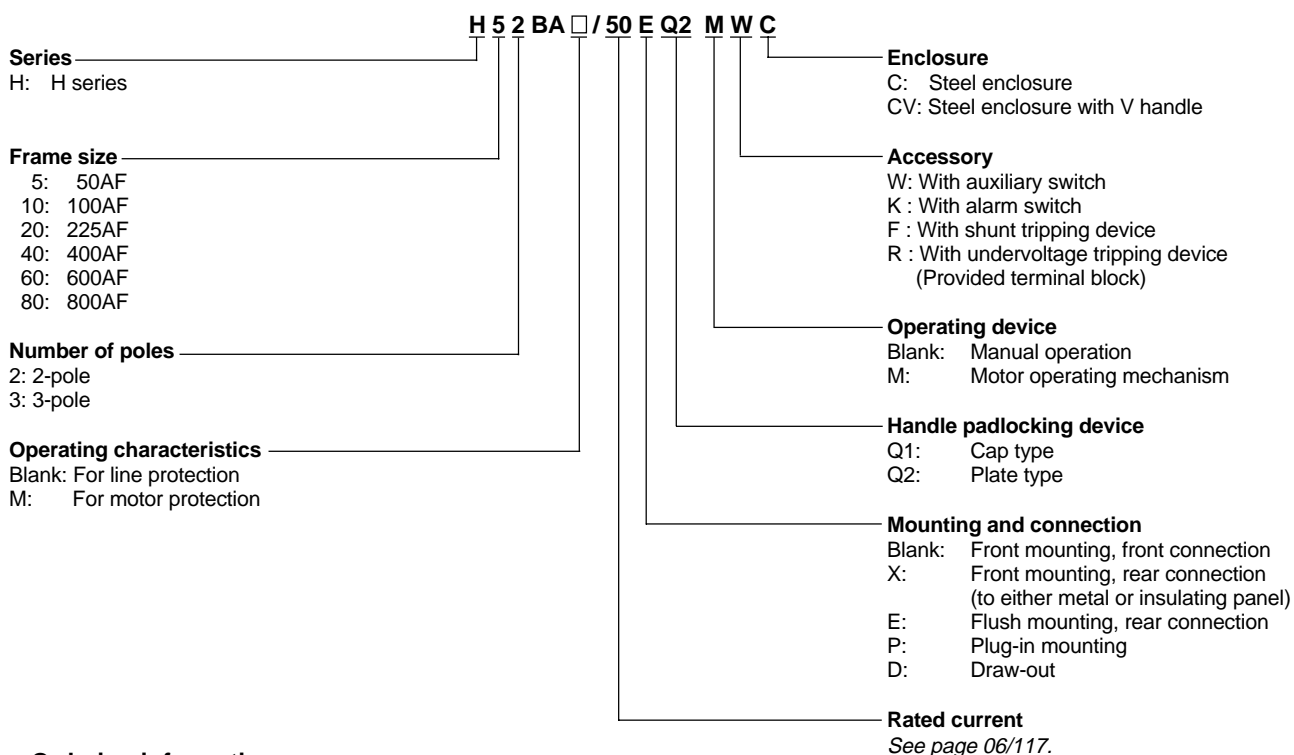 H 5 2 BA □ / 50 E Q2 M W C
Series
H: H series
Frame size
5: 50AF
10: 100AF
20: 225AF
40: 400AF
60: 600AF
80: 800AF
Number of poles
2: 2-pole
3: 3-pole
Operating characteristics
Blank: For line protection
M: For motor protection
Enclosure
C: Steel enclosure
CV: Steel enclosure with V handle
Accessory
W: With auxiliary switch
K : With alarm switch
F : With shunt tripping device
R : With undervoltage tripping device
(Provided terminal block)
Operating device
Blank: Manual operation
M: Motor operating mechanism
Handle padlocking device
Q1: Cap type
Q2: Plate type
Mounting and connection
Blank: Front mounting, front connection
X: Front mounting, rear connection
(to either metal or insulating panel)
E: Flush mounting, rear connection
P: Plug-in mounting
D: Draw-out
Rated current
See page 06/117.